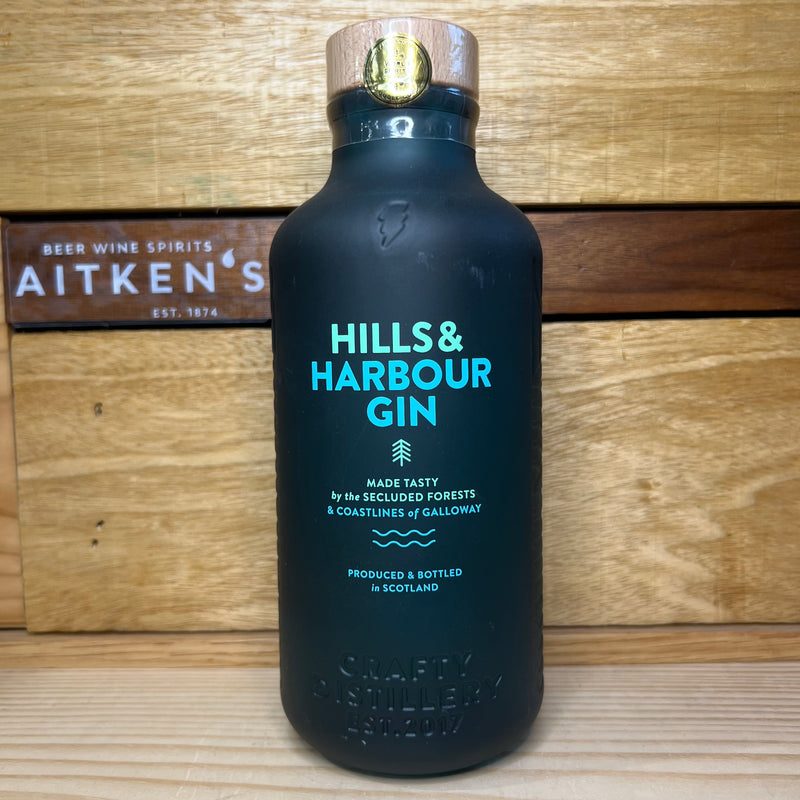 BEER WINE SPIRITS
AITKEN'S
EST. 1874
HILLS &
HARBOUR
GIN
MADE TASTY
by the SECLUDED FORESTS
& COASTLINES of GALLOWAY
PRODUCED & BOTTLED
in SCOTLAND
CRAFTY
DISTILLERY
EST. 2017